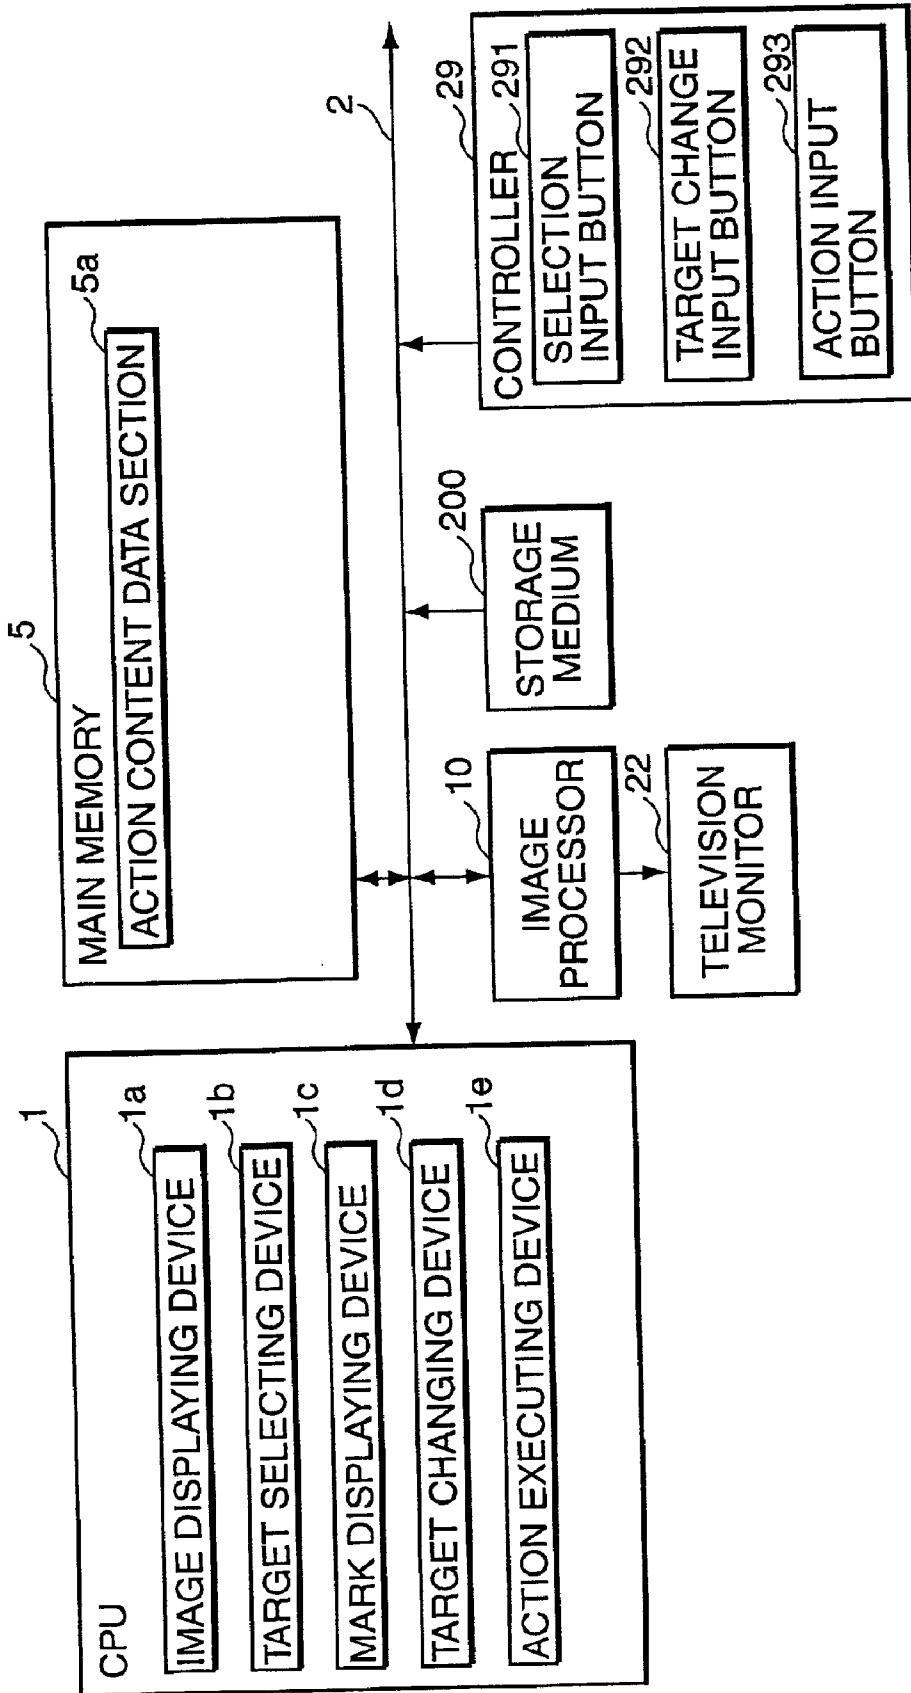 1
CPU
1a
IMAGE DISPLAYING DEVICE
1b
TARGET SELECTING DEVICE
1c
MARK DISPLAYING DEVICE
1d
TARGET CHANGING DEVICE
1e
ACTION EXECUTING DEVICE
5
MAIN MEMORY
5a
ACTION CONTENT DATA SECTION
2
10
IMAGE
PROCESSOR
22
TELEVISION
MONITOR
200
STORAGE
MEDIUM
29
CONTROLLER
291
SELECTION
INPUT BUTTON
292
TARGET CHANGE
INPUT BUTTON
293
ACTION INPUT
BUTTON